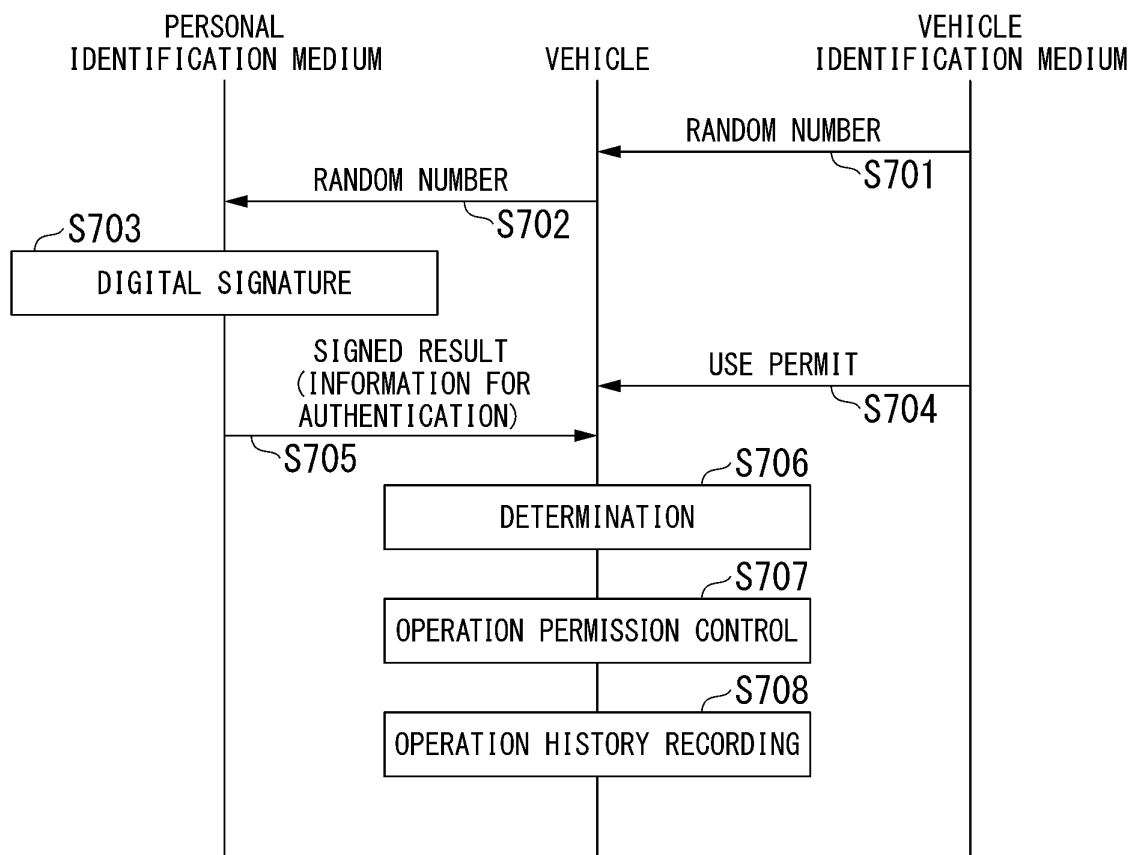 PERSONAL
IDENTIFICATION MEDIUM
VEHICLE
VEHICLE
IDENTIFICATION MEDIUM
RANDOM NUMBER
S701
RANDOM NUMBER
S702
S703
DIGITAL SIGNATURE
SIGNED RESULT
(INFORMATION FOR
AUTHENTICATION)
USE PERMIT
S704
S705
S706
DETERMINATION
S707
OPERATION PERMISSION CONTROL
S708
OPERATION HISTORY RECORDING